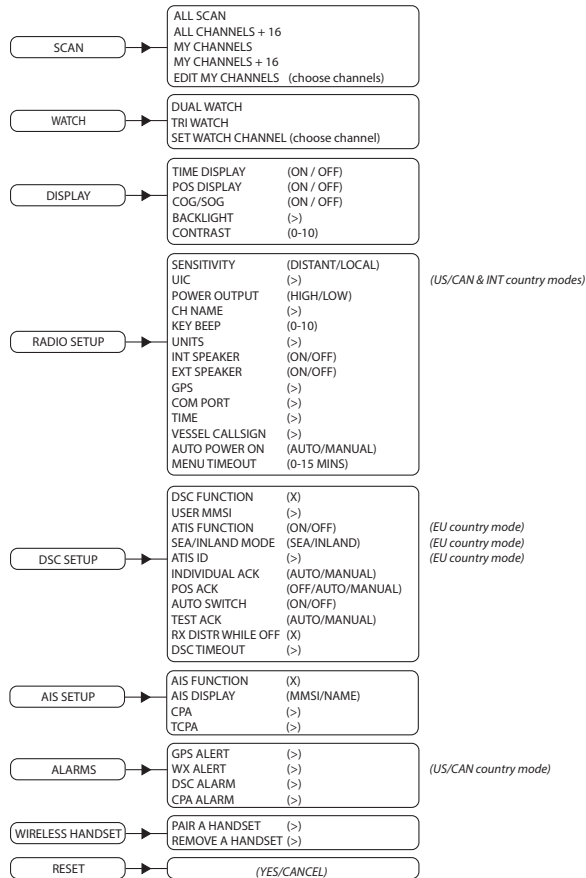 SCAN
ALL SCAN
ALL CHANNELS + 16
MY CHANNELS
MY CHANNELS + 16
EDIT MY CHANNELS (choose channels)
WATCH
DUAL WATCH
TRI WATCH
SET WATCH CHANNEL (choose channel)
DISPLAY
TIME DISPLAY (ON / OFF)
POS DISPLAY (ON / OFF)
COG/SOG (ON / OFF)
BACKLIGHT (>)
CONTRAST (0-10)
RADIO SETUP
SENSITIVITY (DISTANT/LOCAL)
UIC (>) (US/CAN & INT country modes)
POWER OUTPUT (HIGH/LOW)
CH NAME (>)
KEY BEEP (0-10)
UNITS (>)
INT SPEAKER (ON/OFF)
EXT SPEAKER (ON/OFF)
GPS (>)
COM PORT (>)
TIME (>)
VESSEL CALLSIGN (>)
AUTO POWER ON (AUTO/MANUAL)
MENU TIMEOUT (0-15 MINS)
DSC SETUP
DSC FUNCTION (X)
USER MMSI (>)
ATIS FUNCTION (ON/OFF) (EU country mode)
SEA/INLAND MODE (SEA/INLAND) (EU country mode)
ATIS ID (>) (EU country mode)
INDIVIDUAL ACK (AUTO/MANUAL)
POS ACK (OFF/AUTO/MANUAL)
AUTO SWITCH (ON/OFF)
TEST ACK (AUTO/MANUAL)
RX DISTR WHILE OFF (X)
DSC TIMEOUT (>)
AIS SETUP
AIS FUNCTION (X)
AIS DISPLAY (MMSI/NAME)
CPA (>)
TCPA (>)
ALARMS
GPS ALERT (>)
WX ALERT (>) (US/CAN country mode)
DSC ALARM (>)
CPA ALARM (>)
WIRELESS HANDSET
PAIR A HANDSET (>)
REMOVE A HANDSET (>)
RESET
(YES/CANCEL)